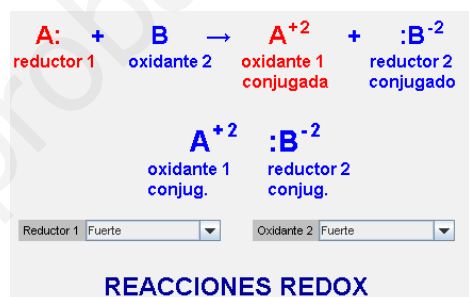 A: + B → A+2 + :B-2
reductor 1 oxidante 2 oxidante 1 reductor 2
conjugada conjugado
A+2 :B-2
oxidante 1 reductor 2
conjug. conjug.
Reductor 1 Fuerte Oxidante 2 Fuerte
REACCIONES REDOX